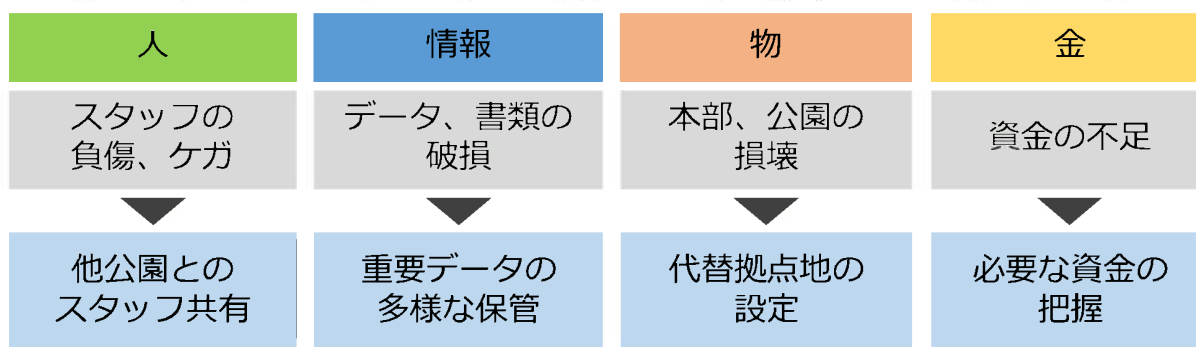 人
情報
物
金
スタッフの
負傷、ケガ
データ、書類の
破損
本部、公園の
損壊
資金の不足
他公園との
スタッフ共有
重要データの
多様な保管
代替拠点地の
設定
必要な資金の
把握